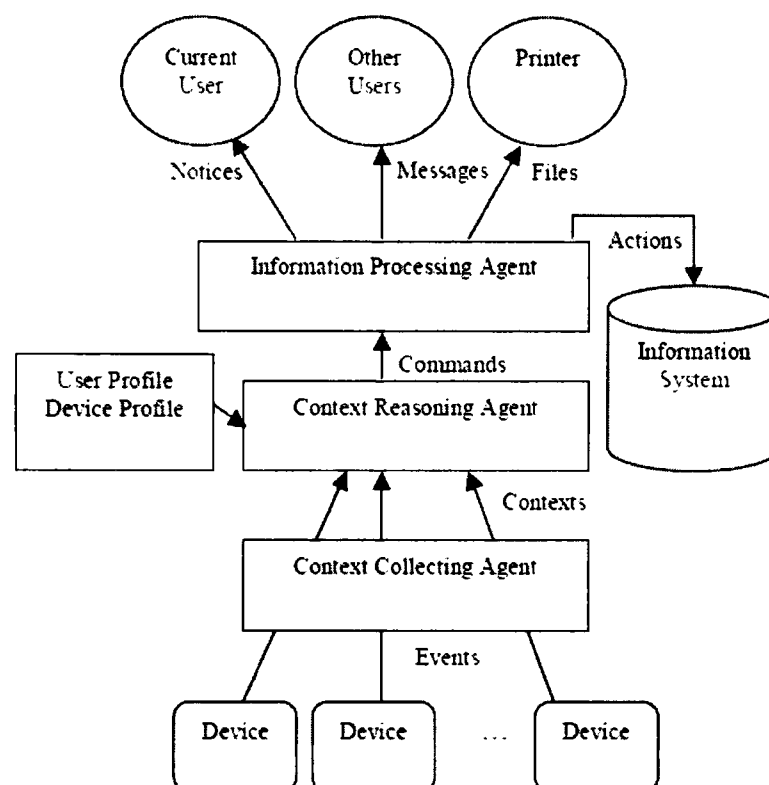 Current
User
Other
Users
Printer
Notices
Messages
Files
Actions
Information Processing Agent
Information
System
Commands
User Profile
Device Profile
Context Reasoning Agent
Contexts
Context Collecting Agent
Events
Device
Device
...
Device